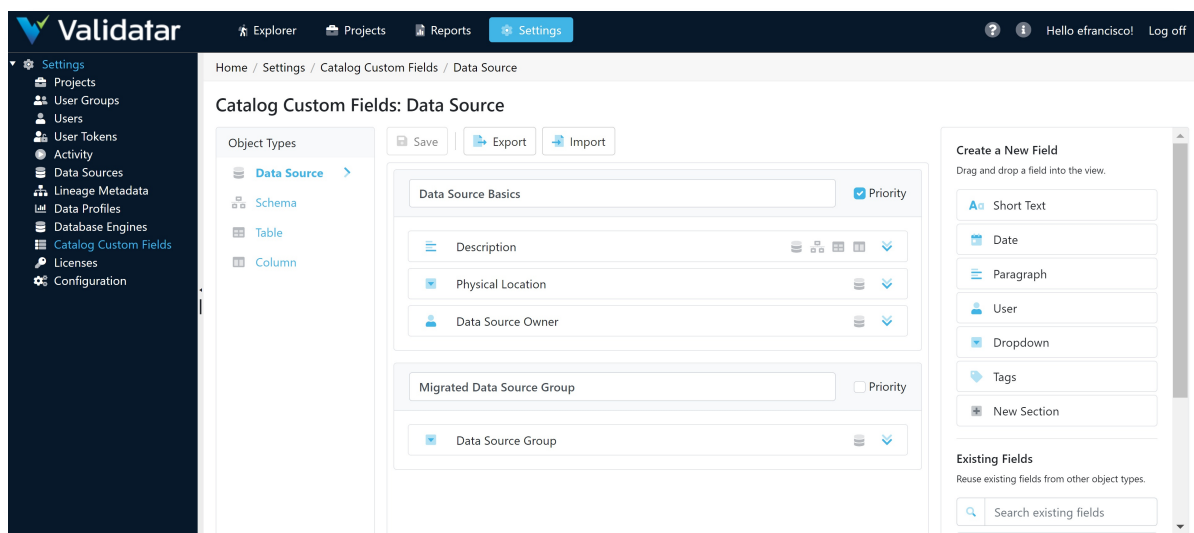 Validatar
Explorer
Projects
Reports
Settings
Hello efrancisco!
Log off
Settings
Projects
User Groups
Users
User Tokens
Activity
Data Sources
Lineage Metadata
Data Profiles
Database Engines
Catalog Custom Fields
Licenses
Configuration
Home / Settings / Catalog Custom Fields / Data Source
Catalog Custom Fields: Data Source
Object Types
Data Source
Schema
Table
Column
Save
Export
Import
Data Source Basics
Priority
Description
Physical Location
Data Source Owner
Migrated Data Source Group
Priority
Data Source Group
Create a New Field
Drag and drop a field into the view.
Short Text
Date
Paragraph
User
Dropdown
Tags
New Section
Existing Fields
Reuse existing fields from other object types.
Search existing fields